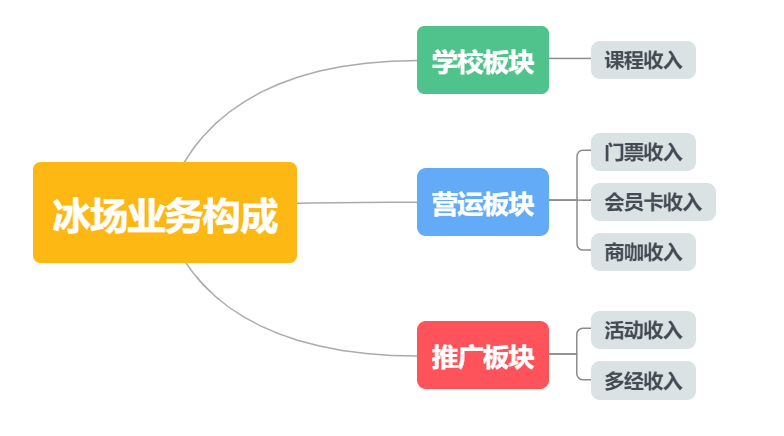 冰场业务构成
学校板块
课程收入
营运板块
门票收入
会员卡收入
商咖收入
推广板块
活动收入
多经收入